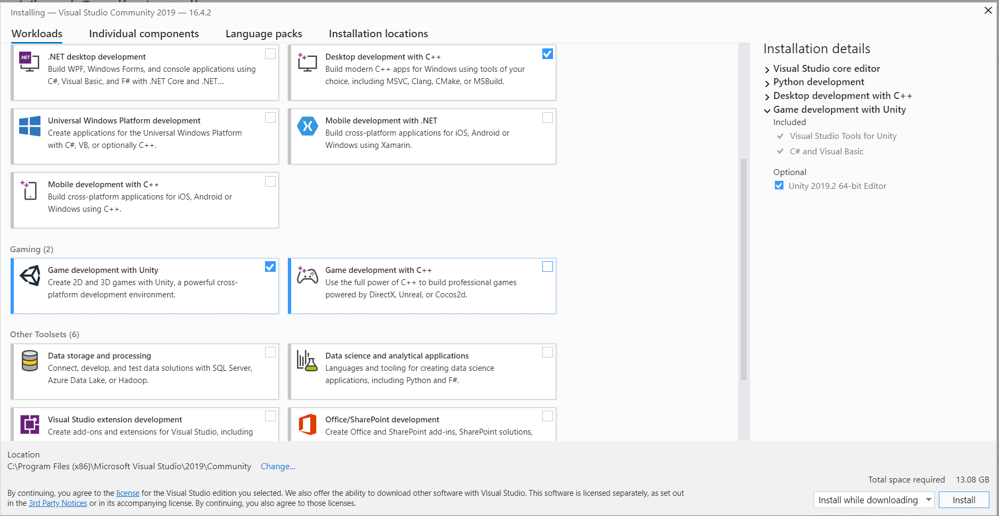 Installing — Visual Studio Community 2019 — 16.4.2
Workloads
Individual components
Language packs
Installation locations
.NET
.NET desktop development
Build WPF, Windows Forms, and console applications using
C#, Visual Basic, and F# with .NET Core and .NET...
Desktop development with C++
Build modern C++ apps for Windows using tools of your
choice, including MSVC, Clang, CMake, or MSBuild.
Universal Windows Platform development
Create applications for the Universal Windows Platform
with C#, VB, or optionally C++.
Mobile development with .NET
Build cross-platform applications for iOS, Android or
Windows using Xamarin.
Mobile development with C++
Build cross-platform applications for iOS, Android or
Windows using C++.
Gaming (2)
Game development with Unity
Create 2D and 3D games with Unity, a powerful cross-
platform development environment.
Game development with C++
Use the full power of C++ to build professional games
powered by DirectX, Unreal, or Cocos2d.
Other Toolsets (6)
Data storage and processing
Connect, develop, and test data solutions with SQL Server,
Azure Data Lake, or Hadoop.
Data science and analytical applications
Languages and tooling for creating data science
applications, including Python and F#.
Visual Studio extension development
Create add-ons and extensions for Visual Studio, including
Office/SharePoint development
Create Office and SharePoint add-ins, SharePoint solutions,
Installation details
Visual Studio core editor
Python development
Desktop development with C++
Game development with Unity
Included
Visual Studio Tools for Unity
C# and Visual Basic
Optional
Unity 2019.2 64-bit Editor
Location
C:\Program Files (x86)\Microsoft Visual Studio\2019\Community
Change...
Total space required 13.08 GB
By continuing, you agree to the license for the Visual Studio edition you selected. We also offer the ability to download other software with Visual Studio. This software is licensed separately, as set out
in the 3rd Party Notices or in its accompanying license. By continuing, you also agree to those licenses.
Install while downloading
Install